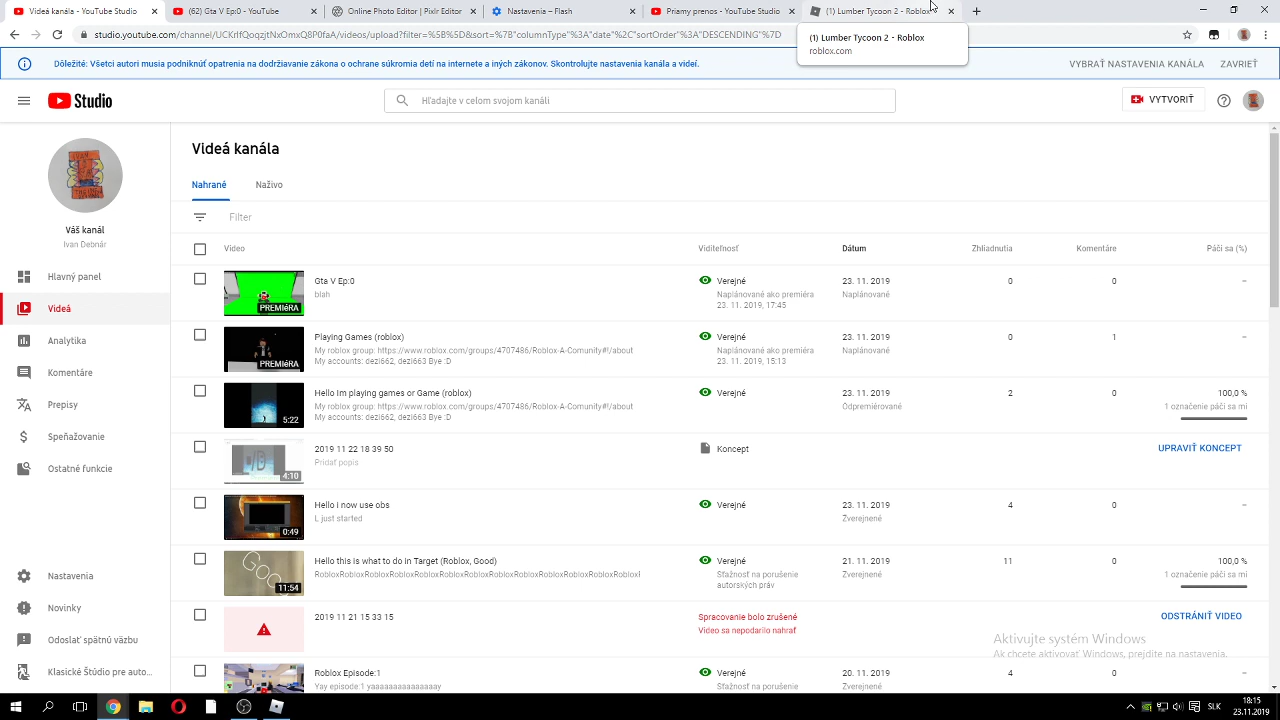 Videá kanála - YouTube Studio
(62) YouTube
Online Photo Editor | Pixlr Editor
Nastavenia – Flash
Priamy prenos - YouTube Studio
(1) Lumber Tycoon 2 - Roblox
studio.youtube.com/channel/UCKrIfQoqzjtNxOmxQ8P0faA/videos/upload?filter=%5B%5D&sort=%7B"columnType"%3A"date"%2C"sortOrder"%3A"DESCENDING"%7D
(1) Lumber Tycoon 2 - Roblox
roblox.com
Dôležité: Všetci autori musia podniknúť opatrenia na dodržiavanie zákona o ochrane súkromia detí na internete a iných zákonov. Skontrolujte nastavenia kanála a videí.
VYBRAŤ NASTAVENIA KANÁLA
ZAVRIEŤ
Studio
Hľadajte v celom svojom kanáli
VYTVORIŤ
Váš kanál
Ivan Debnár
Hlavný panel
Videá
Analytika
Komentáre
Prepisy
Speňažovanie
Ostatné funkcie
Nastavenia
Novinky
Odoslať spätnú väzbu
Klasické Štúdio pre auto...
Videá kanála
Nahrané Naživo
Filter
Video Viditeľnosť Dátum Zhliadnutia Komentáre Páči sa (%)
Gta V Ep:0 Verejné 23. 11. 2019 0 0 –
blah Naplánované ako premiéra Naplánované
PREMIéRA 23. 11. 2019, 17:45
Playing Games (roblox) Verejné 23. 11. 2019 0 1 –
My roblox group: https://www.roblox.com/groups/4707486/Roblox-A-Comunity#!/about Naplánované ako premiéra Naplánované
PREMIéRA My accounts: dezi662, dezi663 Bye :D 23. 11. 2019, 15:13
Hello Im playing games or Game (roblox) Verejné 23. 11. 2019 2 0 100,0 %
My roblox group: https://www.roblox.com/groups/4707486/Roblox-A-Comunity#!/about Odpremiérované 1 označenie páči sa mi
5:22 My accounts: dezi662, dezi663 Bye :D
2019 11 22 18 39 50 Koncept UPRAVIŤ KONCEPT
Pridať popis
4:10
Hello i now use obs Verejné 23. 11. 2019 4 0 –
L just started Zverejnené
0:49
Hello this is what to do in Target (Roblox, Good) Verejné 21. 11. 2019 11 0 100,0 %
RobloxRobloxRobloxRobloxRobloxRobloxRobloxRobloxRobloxRobloxRobloxRobloxRobloxl Sťažnosť na porušenie Zverejnené 1 označenie páči sa mi
11:54 autorských práv
2019 11 21 15 33 15 Spracovanie bolo zrušené ODSTRÁNIŤ VIDEO
Video sa nepodarilo nahrať
Roblox Episode:1 Verejné 20. 11. 2019 4 0 –
Yay episode:1 yaaaaaaaaaaaaaay Sťažnosť na porušenie Zverejnené
Aktivujte systém Windows
Ak chcete aktivovať Windows, prejdite na nastavenia.
SLK
18:15
23.11.2019